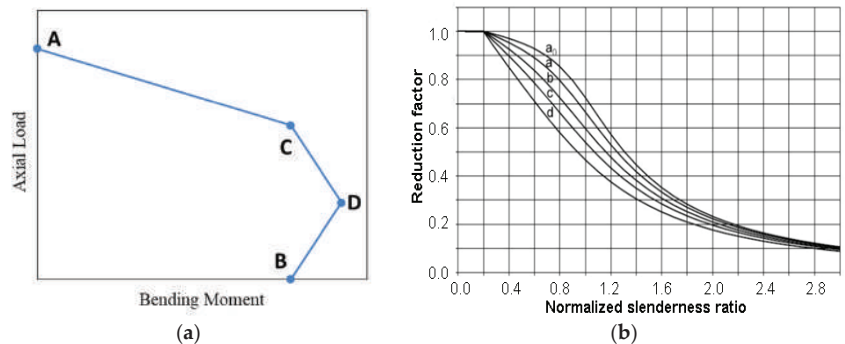 A
C
D
B
Axial Load
Bending Moment
(a)
1.0
0.8
0.6
0.4
0.2
0.0
a₀
a
b
c
d
Reduction factor
0.0 0.4 0.8 1.2 1.6 2.0 2.4 2.8
Normalized slenderness ratio
(b)